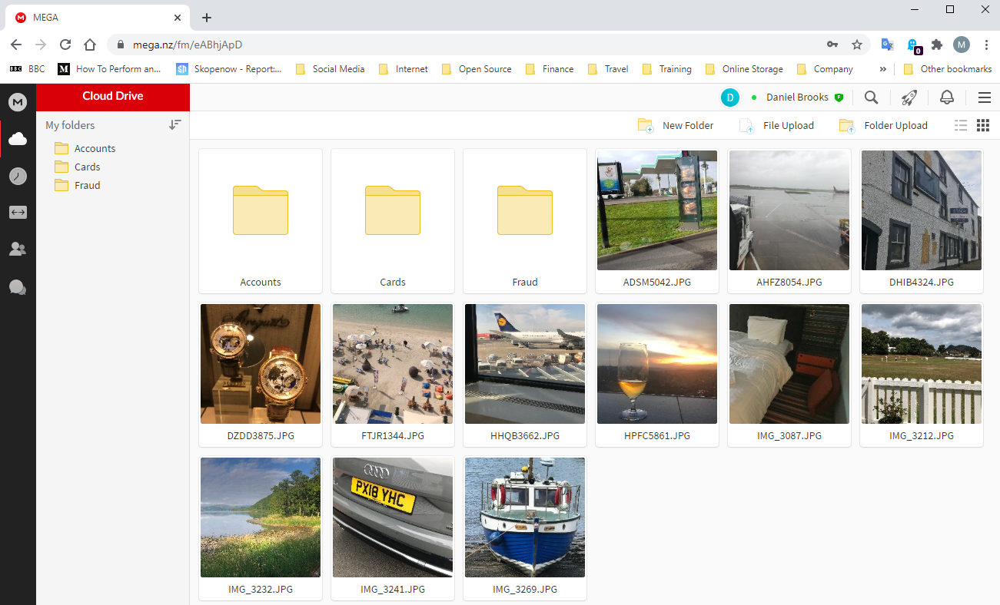 MEGA
mega.nz/fm/eABhjApD
0
M
BBC BBC
M How To Perform an...
Skopenow - Report:...
Social Media
Internet
Open Source
Finance
Travel
Training
Online Storage
Company
»
Other bookmarks
M
Cloud Drive
D
Daniel Brooks
My folders
New Folder
File Upload
Folder Upload
Accounts
Cards
Fraud
Accounts
Cards
Fraud
ADSM5042.JPG
AHFZ8054.JPG
DHIB4324.JPG
Breguet
DZDD3875.JPG
FTJR1344.JPG
HHQB3662.JPG
HPFC5861.JPG
IMG_3087.JPG
IMG_3212.JPG
PX18 YHC
IMG_3232.JPG
IMG_3241.JPG
IMG_3269.JPG